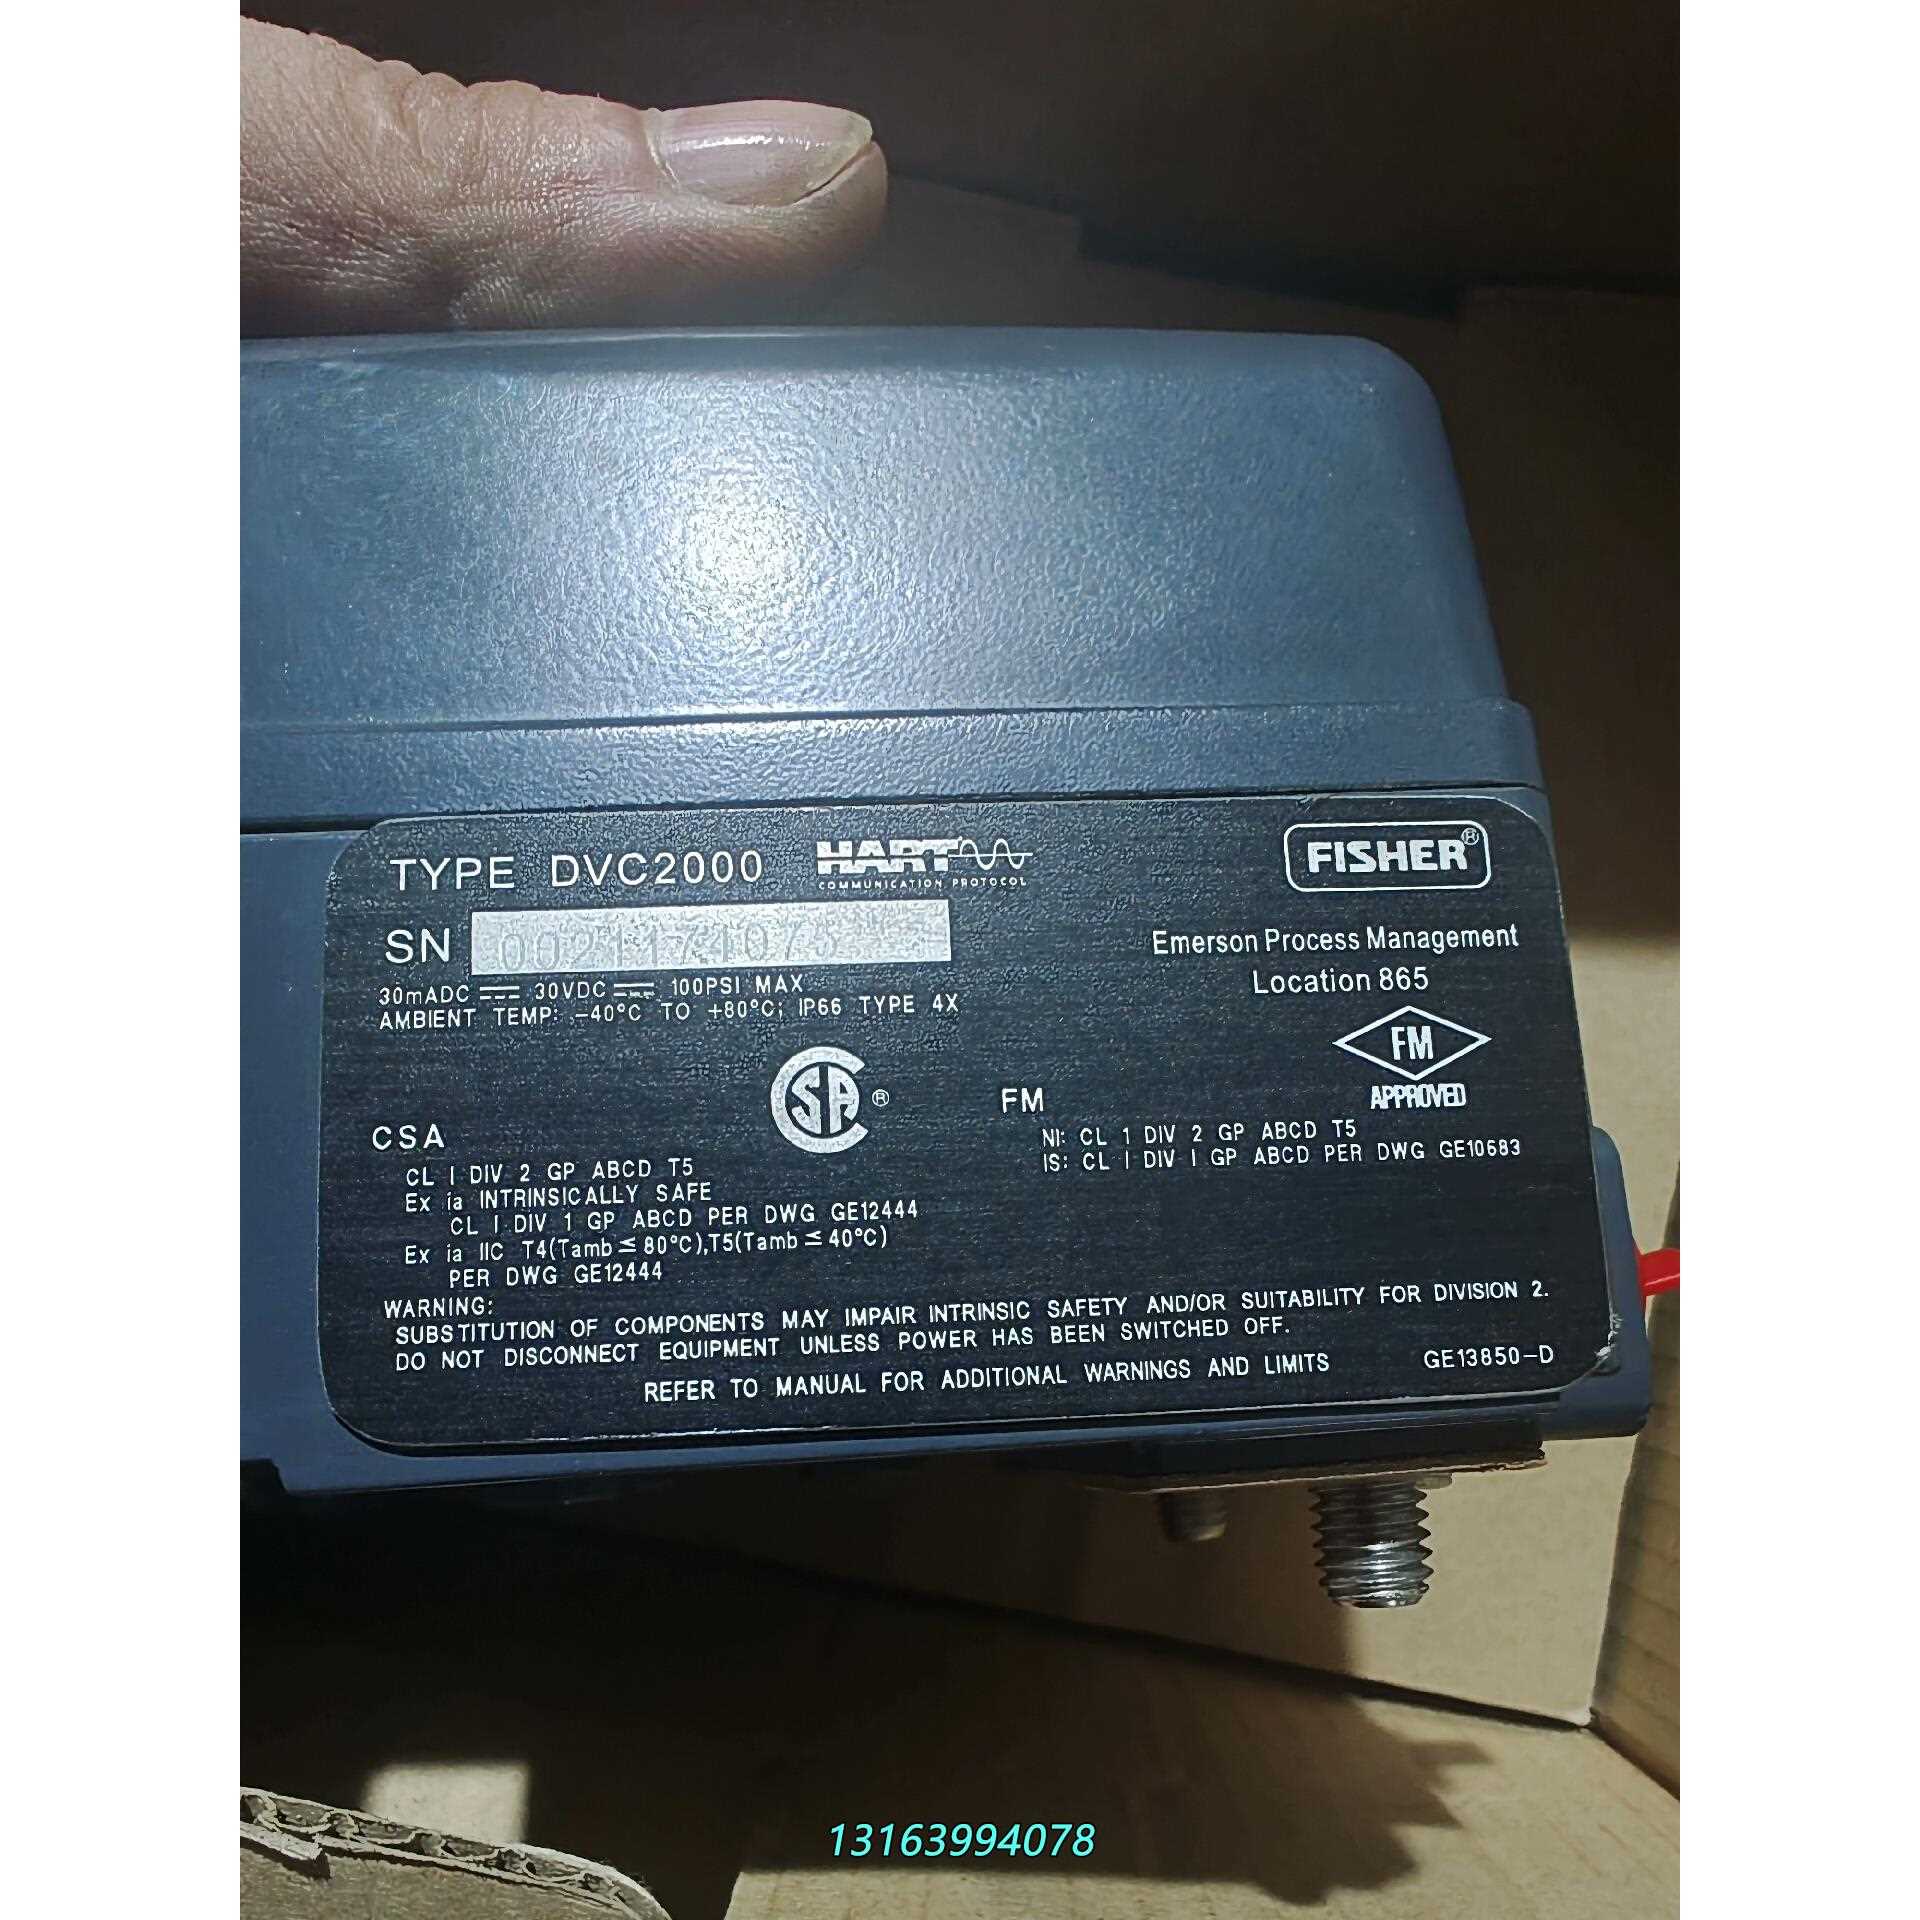 TYPE DVC2000 HART
COMMUNICATION PROTOCOL
FISHER®
SN
Emerson Process Management
Location 865
30mADC 30VDC 100PSI MAX
AMBIENT TEMP: -40°C TO +80°C; IP66 TYPE 4X
SA ®
FM
APPROVED
CSA
CL I DIV 2 GP ABCD T5
Ex ia INTRINSICALLY SAFE
CL I DIV 1 GP ABCD PER DWG GE12444
Ex ia IIC T4(Tamb ≤ 80°C),T5(Tamb ≤ 40°C)
PER DWG GE12444
FM
NI: CL 1 DIV 2 GP ABCD T5
IS: CL I DIV I GP ABCD PER DWG GE10683
WARNING:
SUBSTITUTION OF COMPONENTS MAY IMPAIR INTRINSIC SAFETY AND/OR SUITABILITY FOR DIVISION 2.
DO NOT DISCONNECT EQUIPMENT UNLESS POWER HAS BEEN SWITCHED OFF.
REFER TO MANUAL FOR ADDITIONAL WARNINGS AND LIMITS
GE13850-D
13163994078